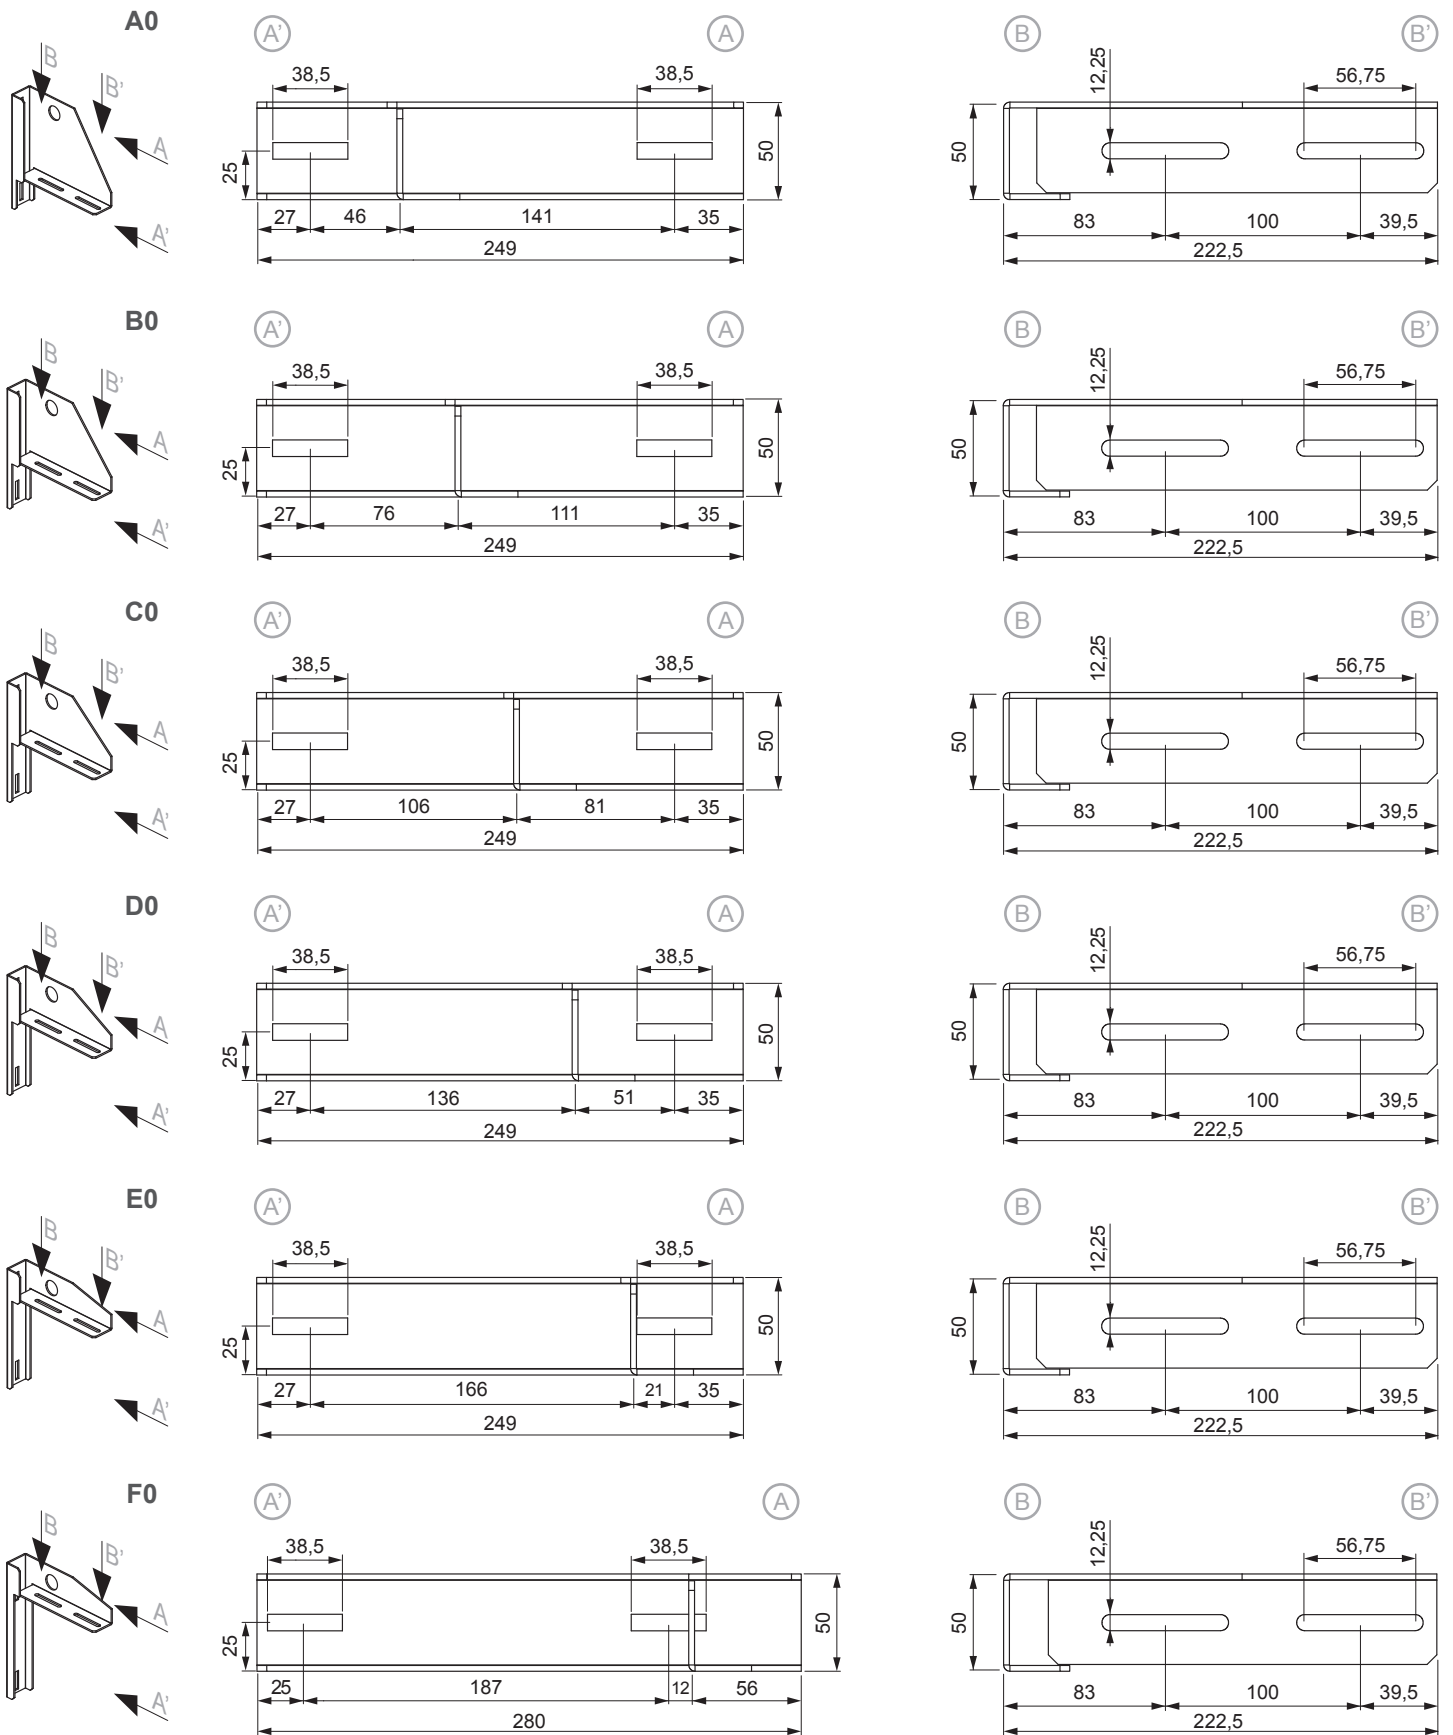 A0
A' A B B'
B B' A A'
38,5 38,5 12,25 56,75
25 50 50
27 46 141 35 83 100 39,5
249 222,5
B0
A' A B B'
B B' A A'
38,5 38,5 12,25 56,75
25 50 50
27 76 111 35 83 100 39,5
249 222,5
C0
A' A B B'
B B' A A'
38,5 38,5 12,25 56,75
25 50 50
27 106 81 35 83 100 39,5
249 222,5
D0
A' A B B'
B B' A A'
38,5 38,5 12,25 56,75
25 50 50
27 136 51 35 83 100 39,5
249 222,5
E0
A' A B B'
B B' A A'
38,5 38,5 12,25 56,75
25 50 50
27 166 21 35 83 100 39,5
249 222,5
F0
A' A B B'
B B' A A'
38,5 38,5 12,25 56,75
25 50 50
25 187 12 56 83 100 39,5
280 222,5